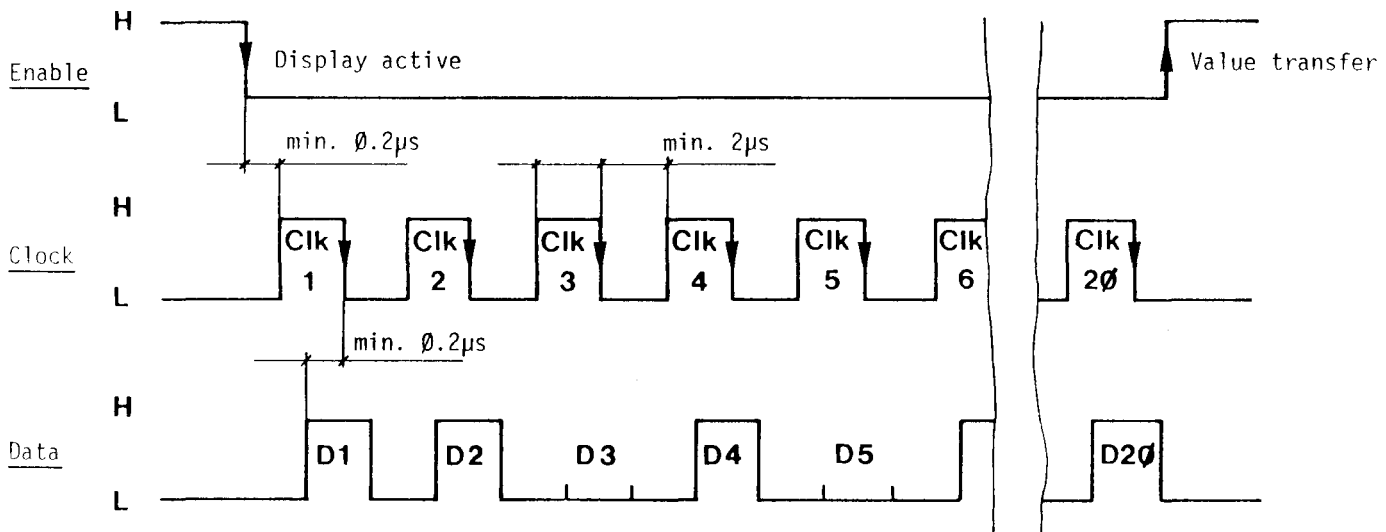 H
Enable
Display active
Value transfer
L
min. Ø.2µs
min. 2µs
H
Clock
Clk 1
Clk 2
Clk 3
Clk 4
Clk 5
Clk 6
Clk 2Ø
L
min. Ø.2µs
H
Data
D1
D2
D3
D4
D5
D2Ø
L